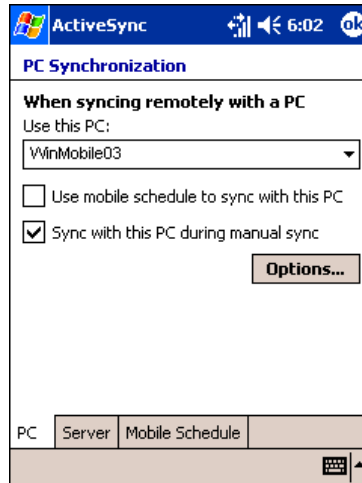 ActiveSync 6:02 ok
PC Synchronization
When syncing remotely with a PC
Use this PC:
WinMobile03
Use mobile schedule to sync with this PC
Sync with this PC during manual sync
Options...
PC Server Mobile Schedule